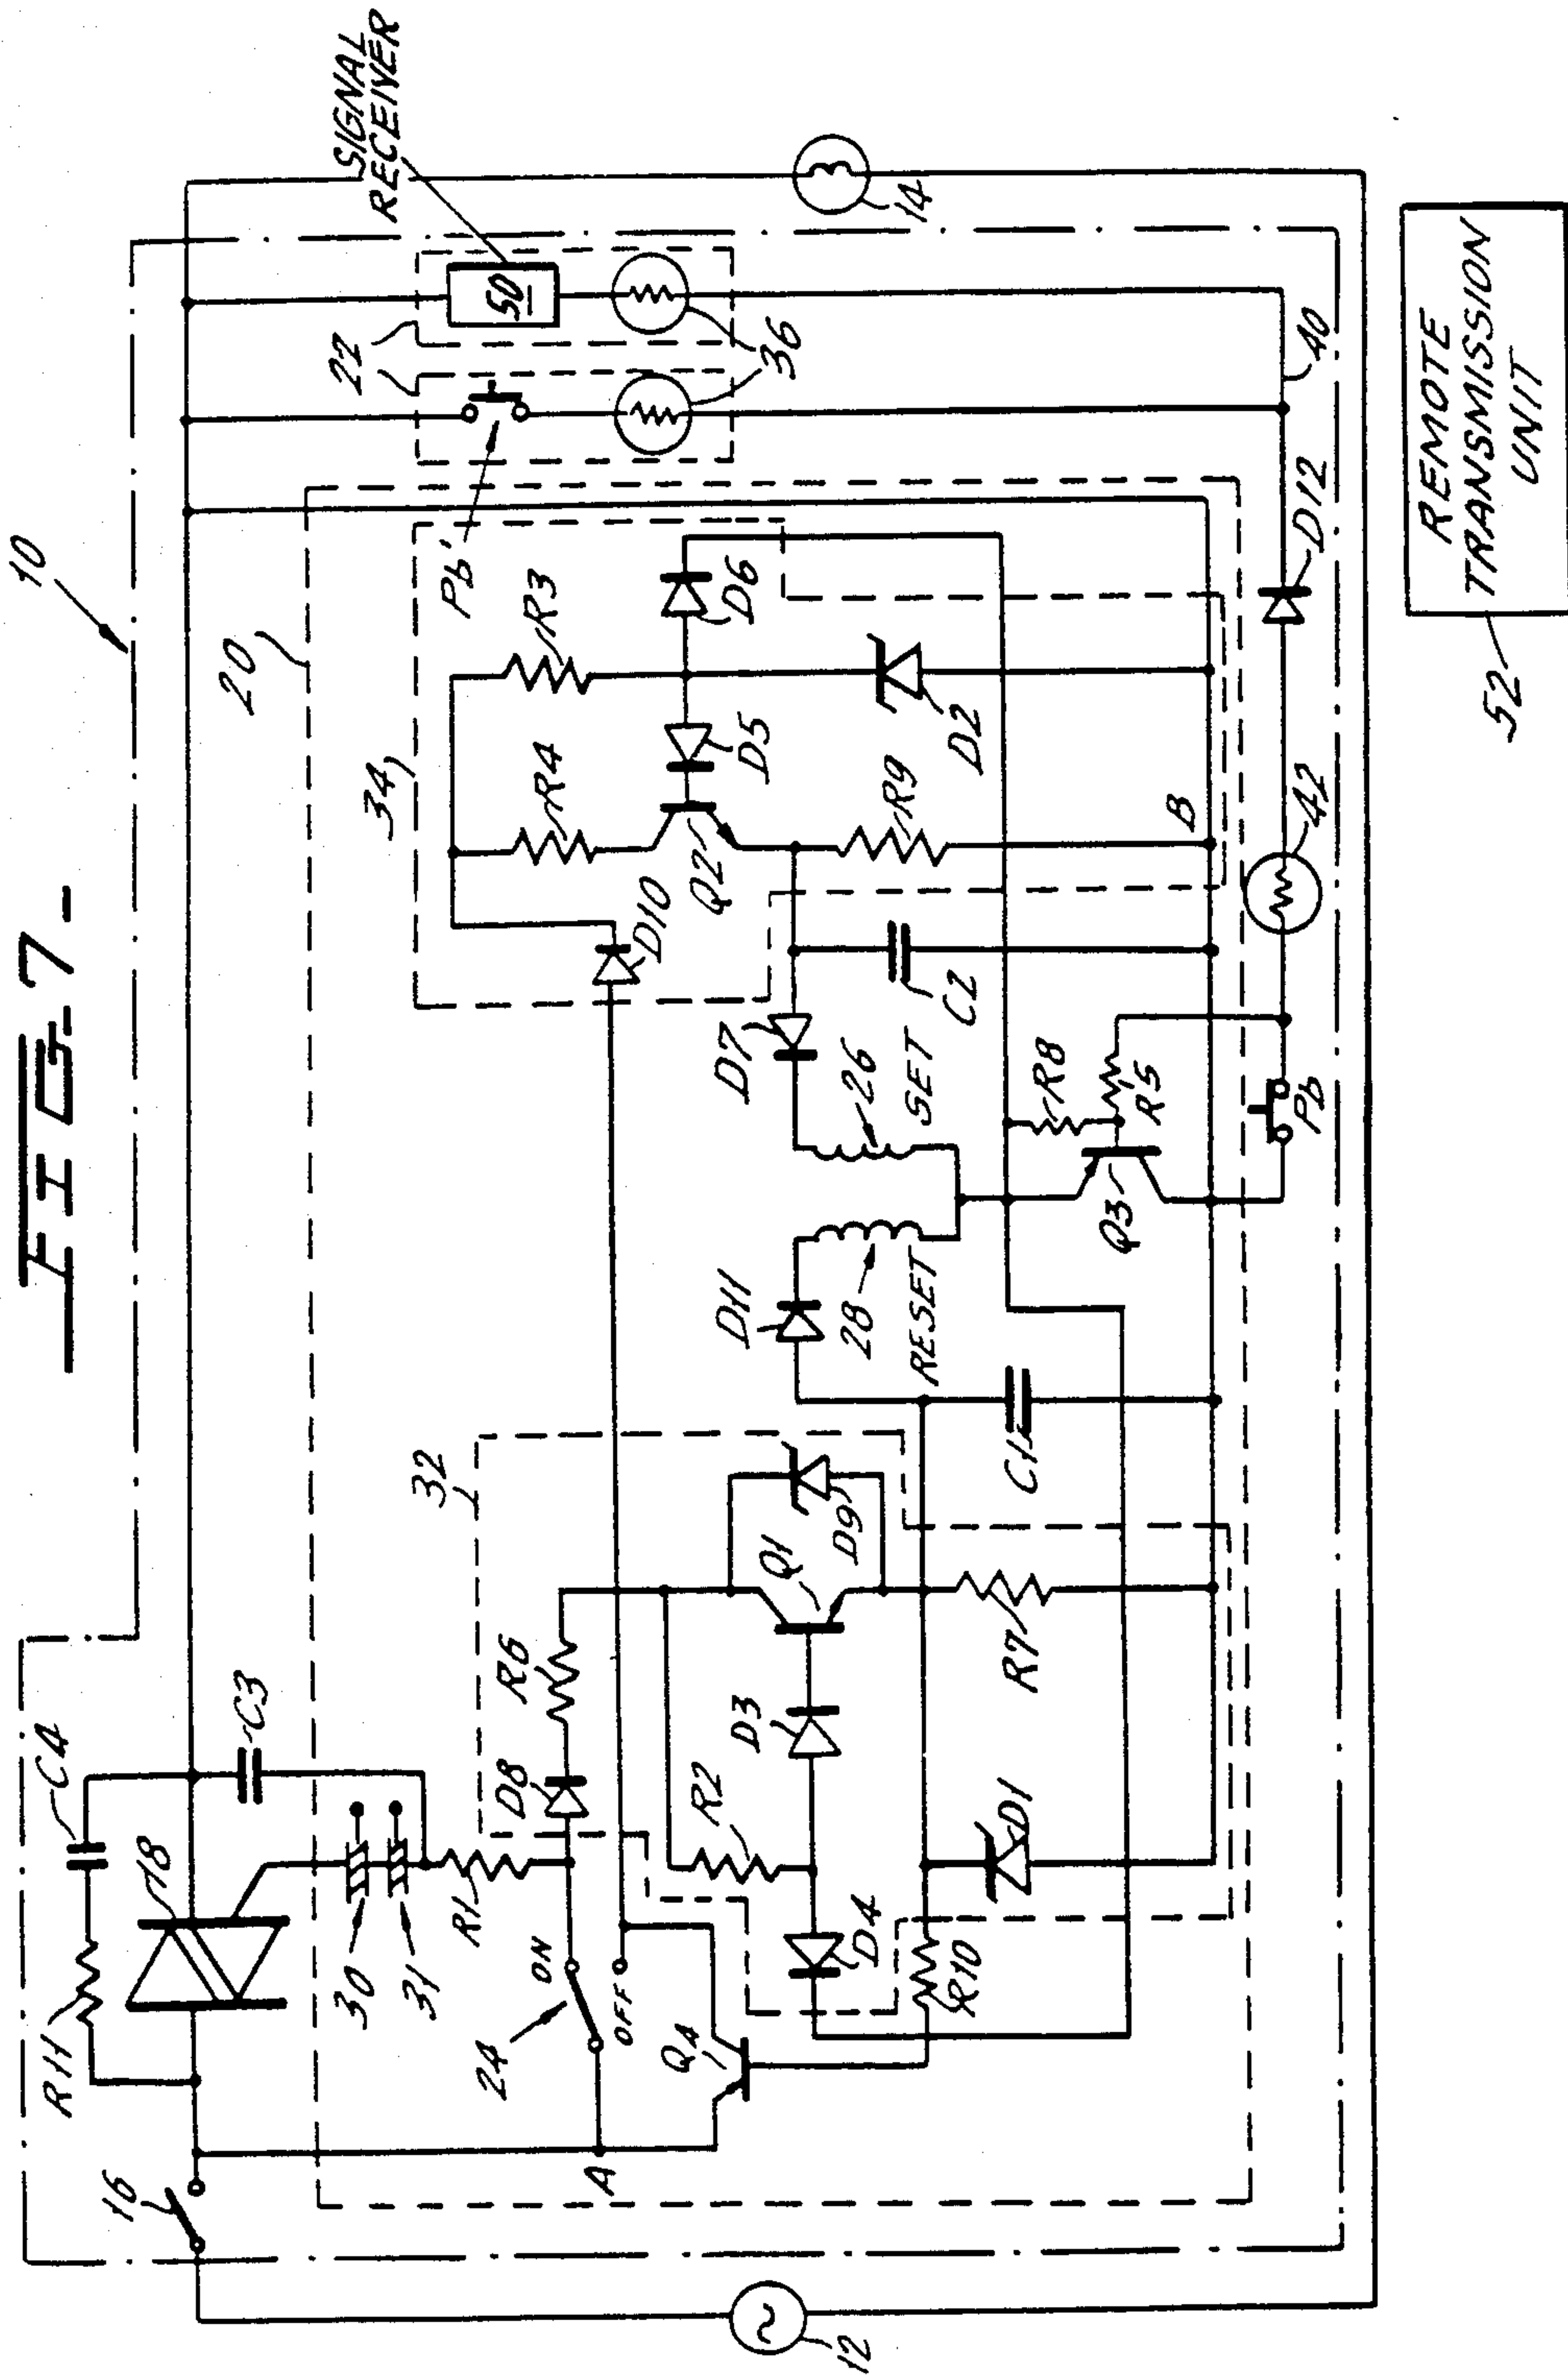 FIG-7-
10
16
R11
18
C4
C3
SIGNAL
RECEIVER
22
50
36
14
Pb'
20
34
30
31
R1
24
ON
OFF
A
Q4
D8
R6
32
R2
D3
Q1
D9
D4
R10
D1
R7
C1
D11
28
RESET
D10
D7
26
SET
C2
R4
Q2
D5
R3
D6
R9
D2
R8
R5
Q3
B
Pb
42
D12
40
12
52
REMOTE
TRANSMISSION
UNIT